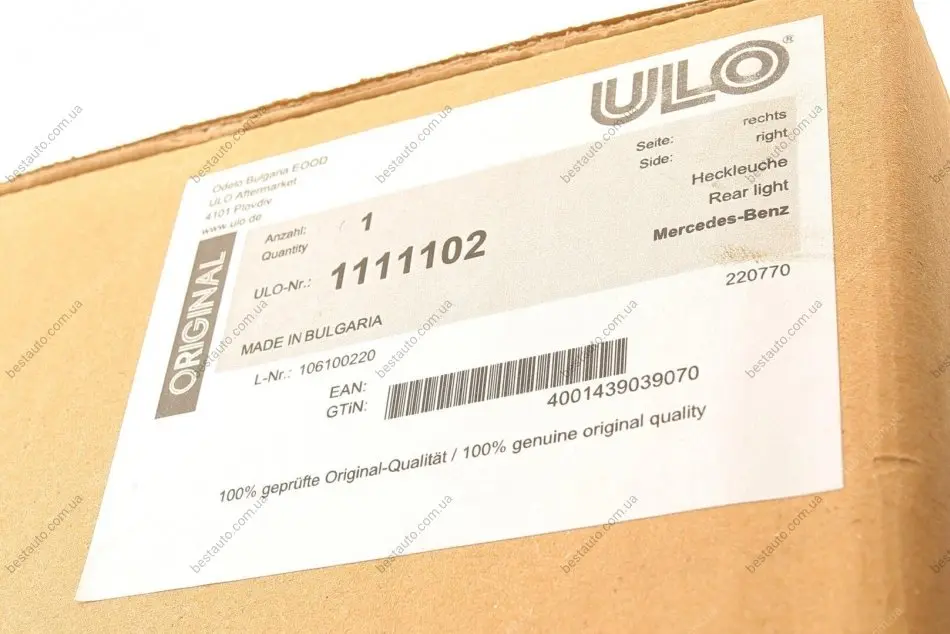 ULO®
Odelo Bulgaria EOOD
ULO Aftermarket
4101 Plovdiv
www.ulo.de
Seite: rechts
Side: right
Heckleuche
Rear light
Mercedes-Benz
220770
ORIGINAL
Anzahl: 1
Quantity
ULO-Nr.: 1111102
MADE IN BULGARIA
L-Nr.: 106100220
EAN:
GTiN:
4001439039070
100% geprüfte Original-Qualität / 100% genuine original quality
bestauto.com.ua